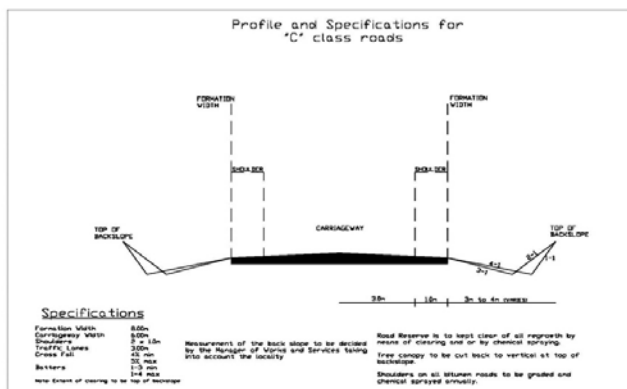 Profile and Specifications for
"C" class roads
FORMATION
WIDTH
FORMATION
WIDTH
SHOULDER
SHOULDER
CARRIAGEWAY
TOP OF
BACKSLOPE
TOP OF
BACKSLOPE
4-1
3-1
2-1
1-1
3.0m
1.0m
3m to 4m (VARIES)
Specifications
Formation Width 8.00m
Carriageway Width 6.00m
Shoulders 2 x 1.0m
Traffic Lanes 3.00m
Cross Fall 4% min
5% max
Batters 1-3 min
1-4 max
Note: Extent of clearing to be top of backslope
Measurement of the back slope to be decided
by the Manager of Works and Services taking
into account the locality
Road Reserve is to kept clear of all regrowth by
means of clearing and or by chemical spraying.
Tree canopy to be cut back to vertical at top of
backslope.
Shoulders on all bitumen roads to be graded and
chemical sprayed annually.